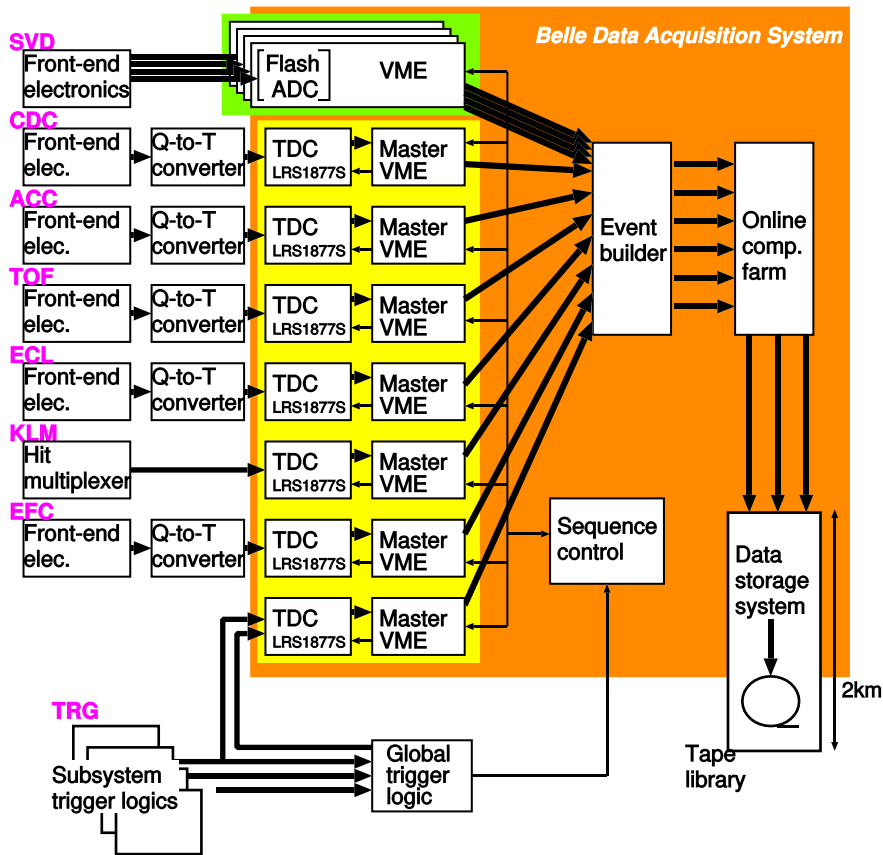 Belle Data Acquisition System
SVD
Front-end
electronics
Flash
ADC
VME
CDC
Front-end
elec.
Q-to-T
converter
TDC
LRS1877S
Master
VME
ACC
Front-end
elec.
Q-to-T
converter
TDC
LRS1877S
Master
VME
TOF
Front-end
elec.
Q-to-T
converter
TDC
LRS1877S
Master
VME
ECL
Front-end
elec.
Q-to-T
converter
TDC
LRS1877S
Master
VME
KLM
Hit
multiplexer
TDC
LRS1877S
Master
VME
EFC
Front-end
elec.
Q-to-T
converter
TDC
LRS1877S
Master
VME
TDC
LRS1877S
Master
VME
Event
builder
Online
comp.
farm
Sequence
control
Data
storage
system
2km
Tape
library
TRG
Subsystem
trigger logics
Global
trigger
logic